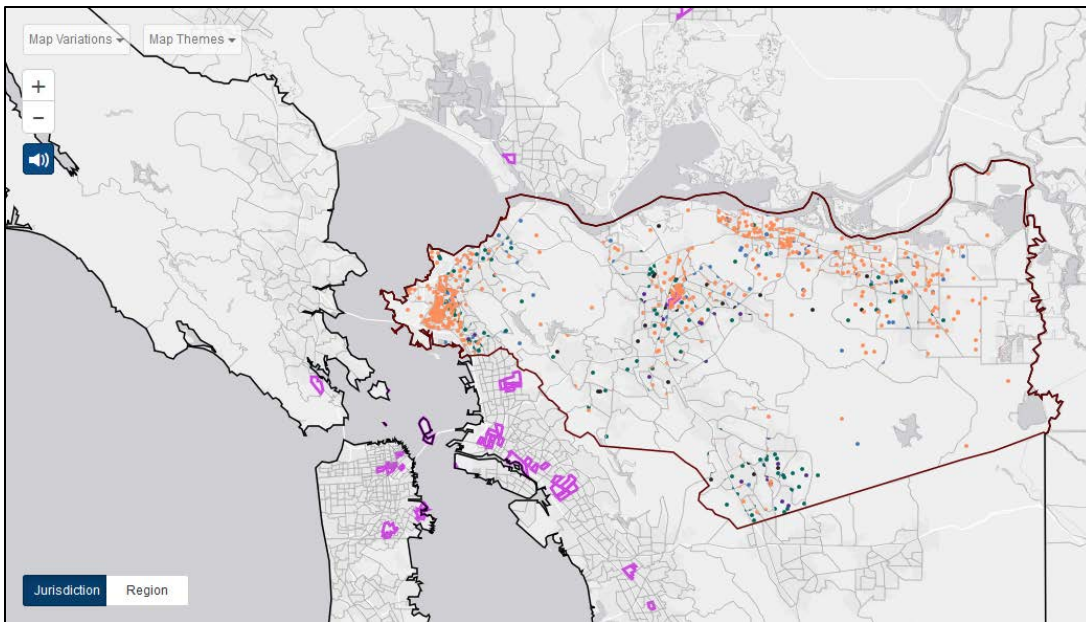 Map Variations
Map Themes
+
−
Jurisdiction
Region